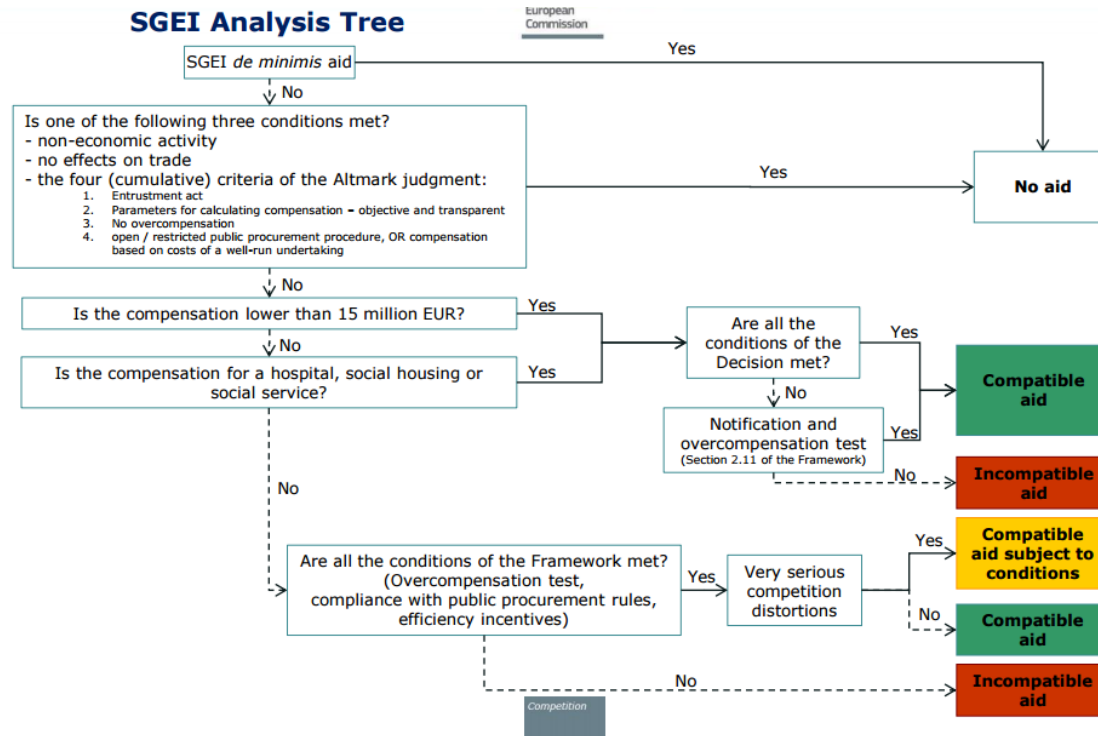 SGEI Analysis Tree
European
Commission
SGEI de minimis aid
Yes
No
Is one of the following three conditions met?
- non-economic activity
- no effects on trade
- the four (cumulative) criteria of the Altmark judgment:
1. Entrustment act
2. Parameters for calculating compensation – objective and transparent
3. No overcompensation
4. open / restricted public procurement procedure, OR compensation
based on costs of a well-run undertaking
Yes
No aid
No
Is the compensation lower than 15 million EUR?
Yes
No
Is the compensation for a hospital, social housing or
social service?
Yes
Are all the
conditions of the
Decision met?
Yes
No
Notification and
overcompensation test
(Section 2.11 of the Framework)
Yes
Compatible
aid
No
Incompatible
aid
No
Are all the conditions of the Framework met?
(Overcompensation test,
compliance with public procurement rules,
efficiency incentives)
Yes
Very serious
competition
distortions
Yes
Compatible
aid subject to
conditions
No
Compatible
aid
No
Incompatible
aid
Competition